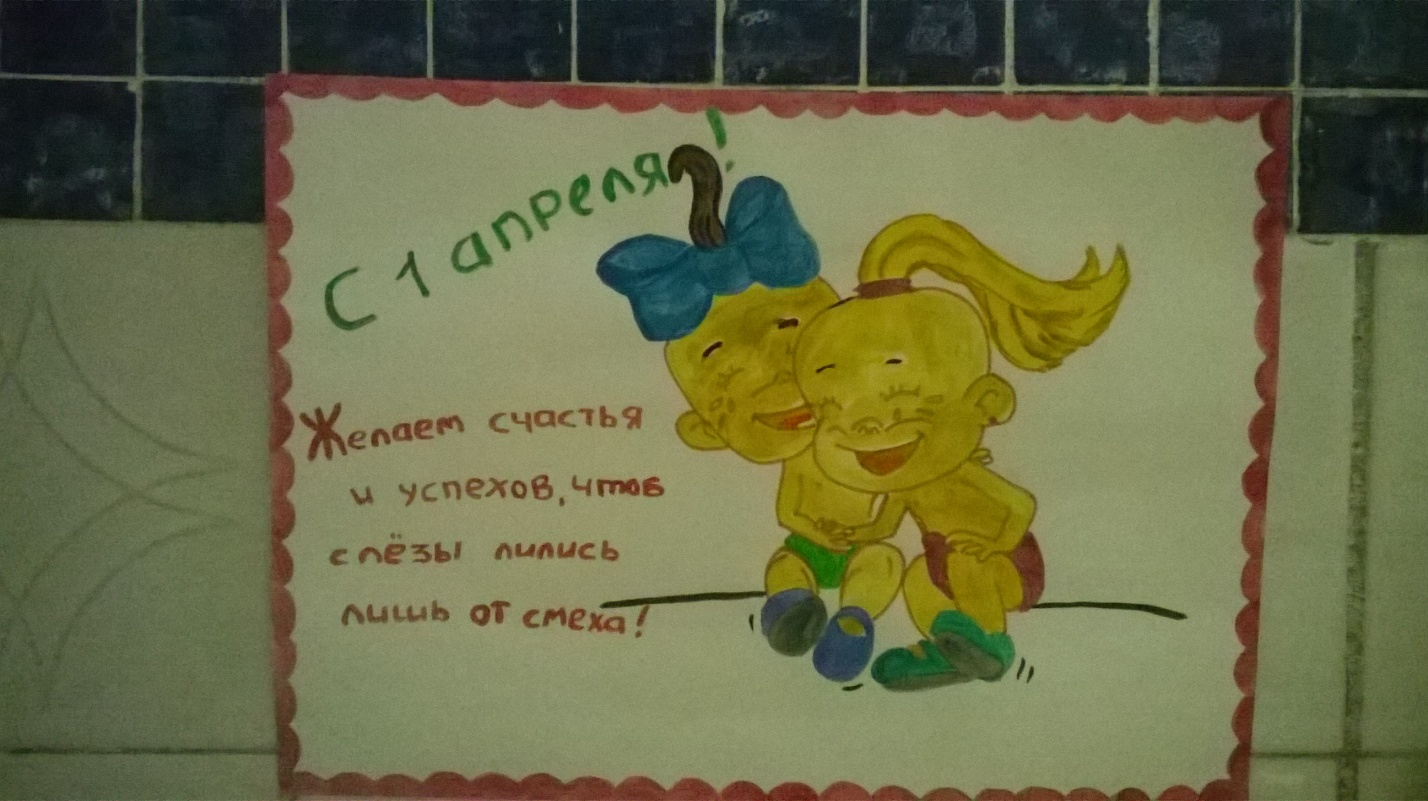 С 1 апреля!
Желаем счастья
и успехов, чтоб
слёзы лились
лишь от смеха!